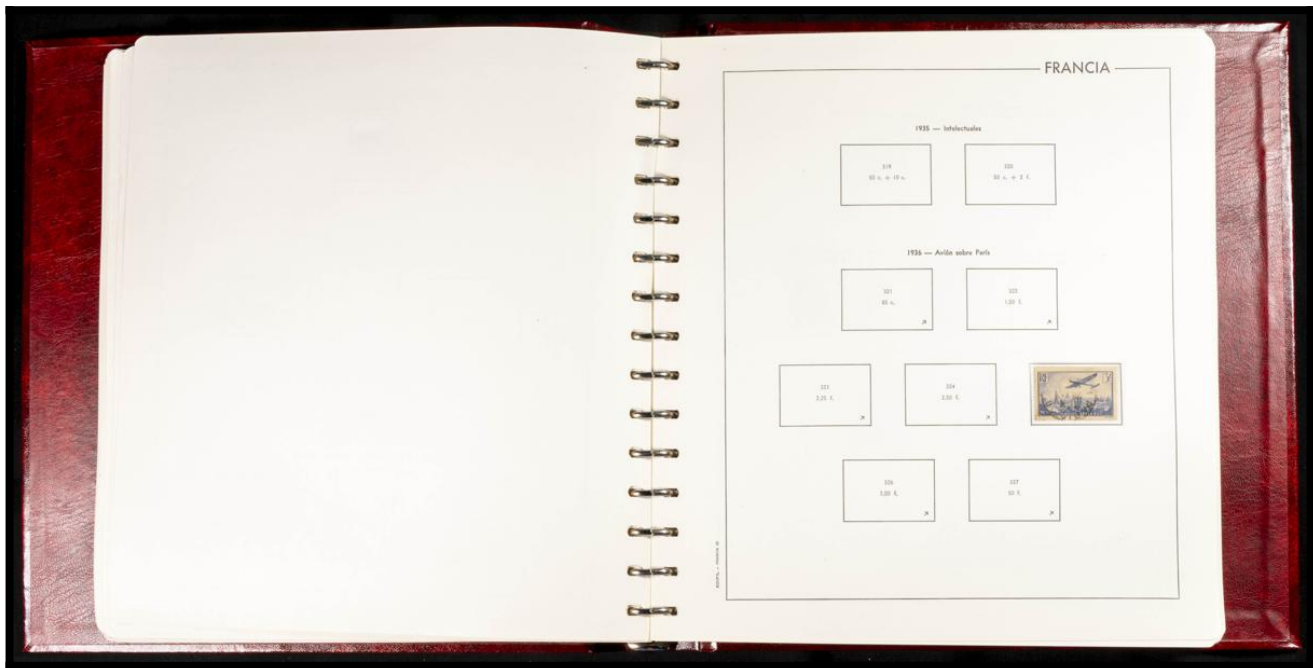 FRANCIA
1935 — Intelectuales
319
50 c. + 10 c.
320
50 c. + 2 f.
1936 — Avión sobre París
321
85 c.
322
1,50 f.
323
2,25 f.
324
2,50 f.
326
3,50 f.
327
50 f.